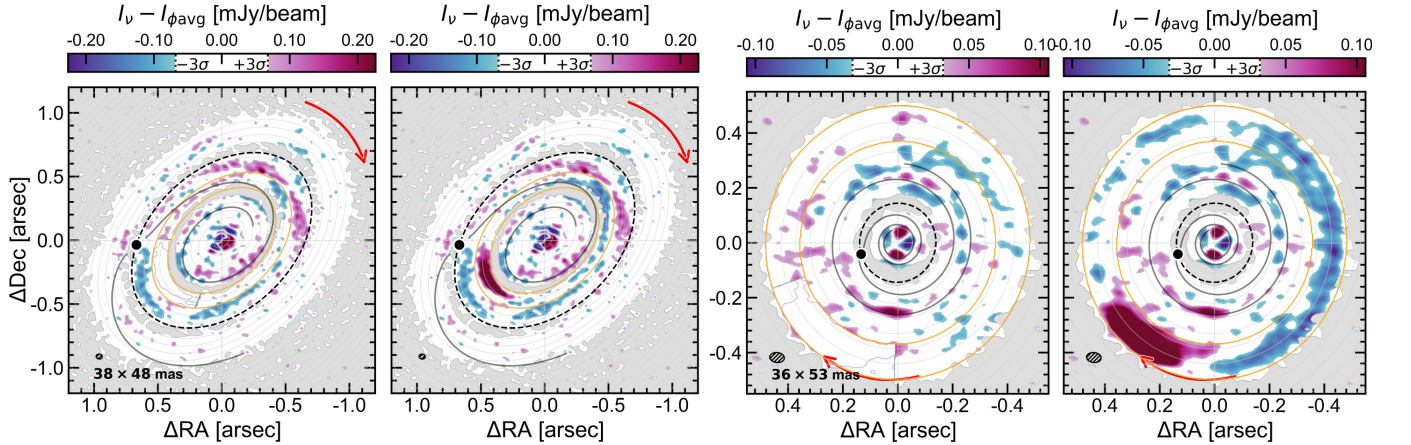 I_ν − I_ϕavg [mJy/beam] I_ν − I_ϕavg [mJy/beam] I_ν − I_ϕavg [mJy/beam] I_ν − I_ϕavg [mJy/beam]
-0.20 -0.10 0.00 0.10 0.20 -0.20 -0.10 0.00 0.10 0.20 -0.10 -0.05 0.00 0.05 0.10 -0.10 -0.05 0.00 0.05 0.10
−3σ +3σ −3σ +3σ −3σ +3σ −3σ +3σ
1.0
0.5
0.0
-0.5
-1.0
ΔDec [arsec]
0.4
0.2
0.0
-0.2
-0.4
38 × 48 mas 36 × 53 mas
1.0 0.5 0.0 -0.5 -1.0 1.0 0.5 0.0 -0.5 -1.0 0.4 0.2 0.0 -0.2 -0.4 0.4 0.2 0.0 -0.2 -0.4
ΔRA [arsec] ΔRA [arsec] ΔRA [arsec] ΔRA [arsec]